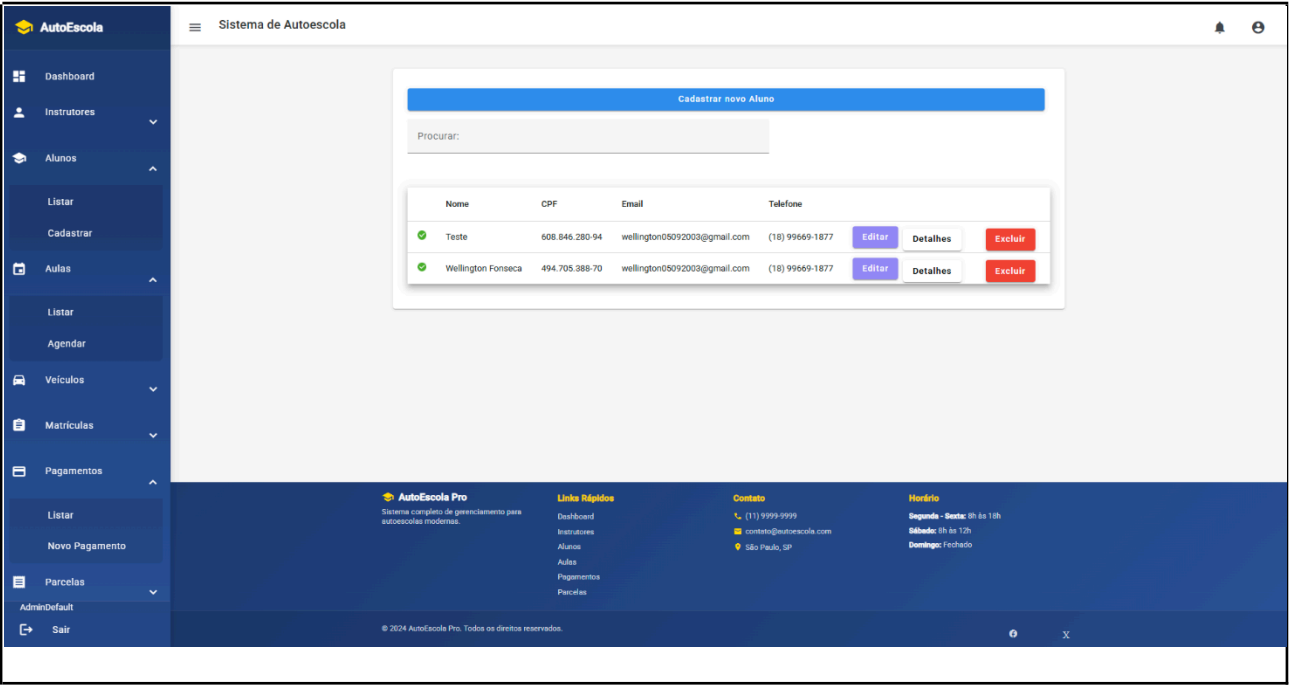 AutoEscola
Sistema de Autoescola
Dashboard
Instrutores
Alunos
Listar
Cadastrar
Aulas
Listar
Agendar
Veículos
Matrículas
Pagamentos
Listar
Novo Pagamento
Parcelas
AdminDefault
Sair
Cadastrar novo Aluno
Procurar:
Nome CPF Email Telefone
Teste 608.846.280-94 wellington05092003@gmail.com (18) 99669-1877 Editar Detalhes Excluir
Wellington Fonseca 494.705.388-70 wellington05092003@gmail.com (18) 99669-1877 Editar Detalhes Excluir
AutoEscola Pro
Sistema completo de gerenciamento para
autoescolas modernas.
Links Rápidos
Dashboard
Instrutores
Alunos
Aulas
Pagamentos
Parcelas
Contato
(11) 9999-9999
contato@autoescola.com
São Paulo, SP
Horário
Segunda - Sexta: 8h às 18h
Sábado: 8h às 12h
Domingo: Fechado
© 2024 AutoEscola Pro. Todos os direitos reservados.
X